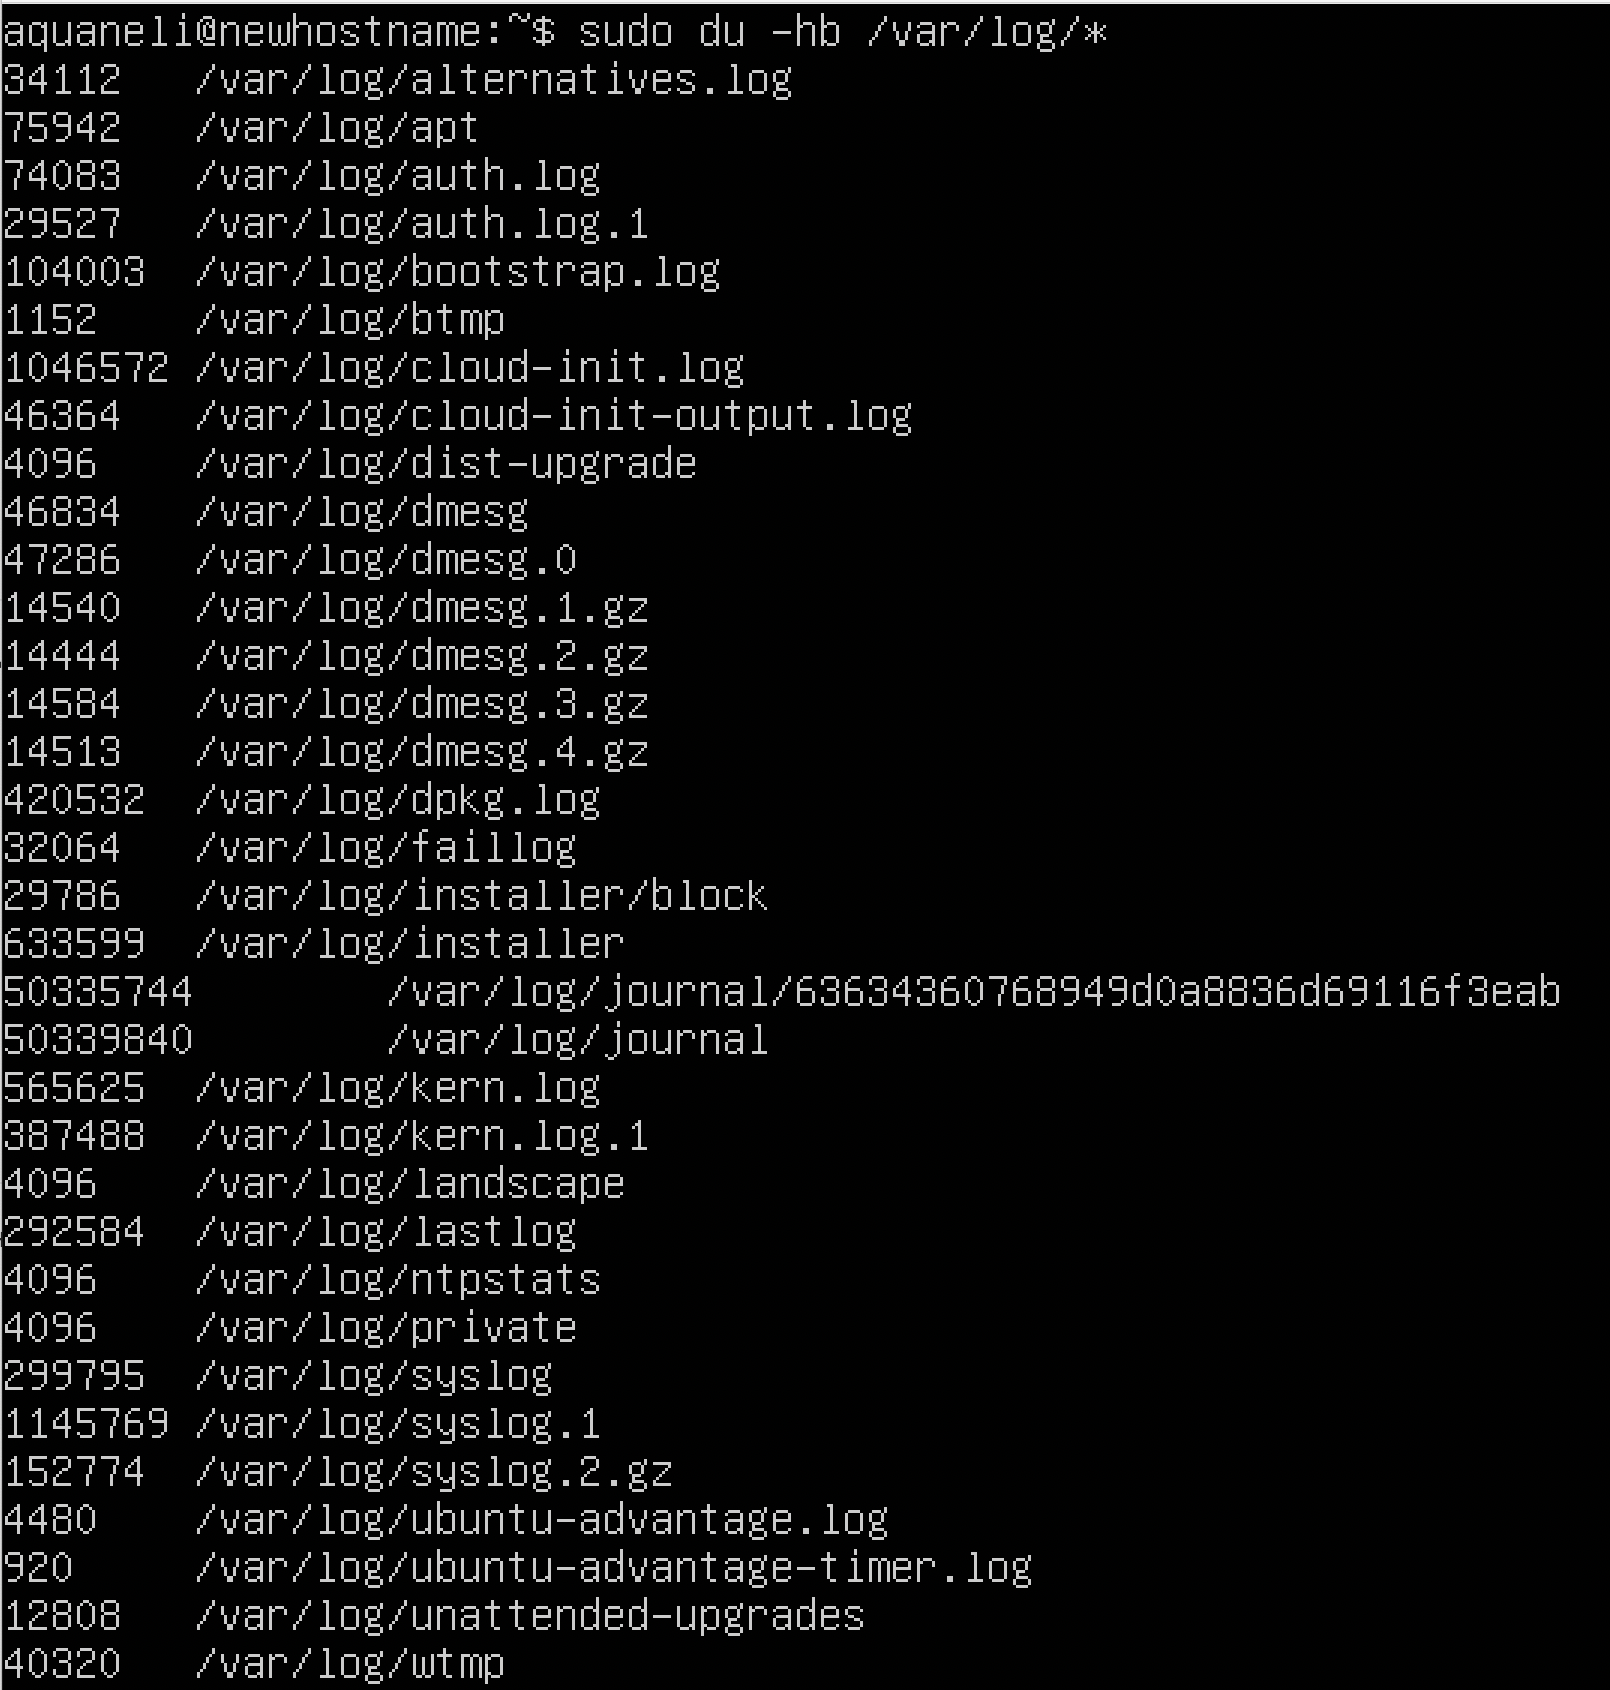 aquaneli@newhostname:~$ sudo du -hb /var/log/*
34112   /var/log/alternatives.log
75942   /var/log/apt
74083   /var/log/auth.log
29527   /var/log/auth.log.1
104003  /var/log/bootstrap.log
1152    /var/log/btmp
1046572 /var/log/cloud-init.log
46364   /var/log/cloud-init-output.log
4096    /var/log/dist-upgrade
46834   /var/log/dmesg
47286   /var/log/dmesg.0
14540   /var/log/dmesg.1.gz
14444   /var/log/dmesg.2.gz
14584   /var/log/dmesg.3.gz
14513   /var/log/dmesg.4.gz
420532  /var/log/dpkg.log
32064   /var/log/faillog
29786   /var/log/installer/block
633599  /var/log/installer
50335744        /var/log/journal/63634360768949d0a8836d69116f3eab
50339840        /var/log/journal
565625  /var/log/kern.log
387488  /var/log/kern.log.1
4096    /var/log/landscape
292584  /var/log/lastlog
4096    /var/log/ntpstats
4096    /var/log/private
299795  /var/log/syslog
1145769 /var/log/syslog.1
152774  /var/log/syslog.2.gz
4480    /var/log/ubuntu-advantage.log
920     /var/log/ubuntu-advantage-timer.log
12808   /var/log/unattended-upgrades
40320   /var/log/wtmp